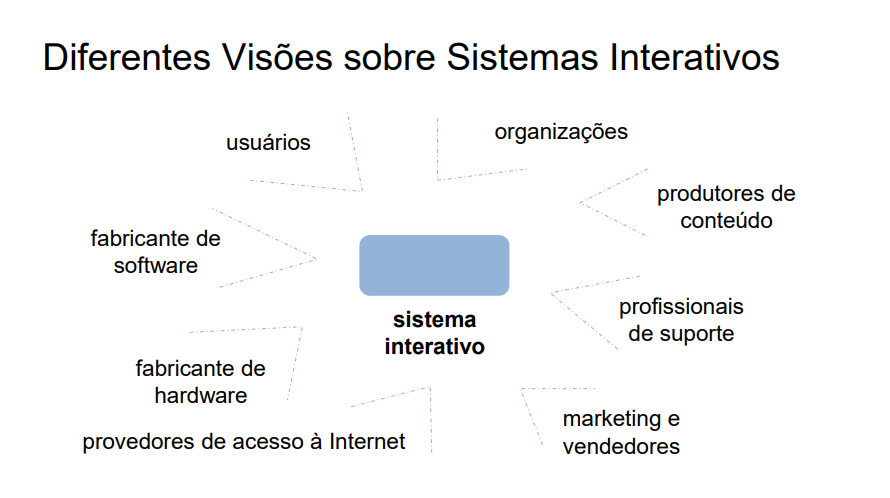 Diferentes Visões sobre Sistemas Interativos
usuários
organizações
produtores de
conteúdo
fabricante de
software
profissionais
de suporte
sistema
interativo
fabricante de
hardware
marketing e
vendedores
provedores de acesso à Internet